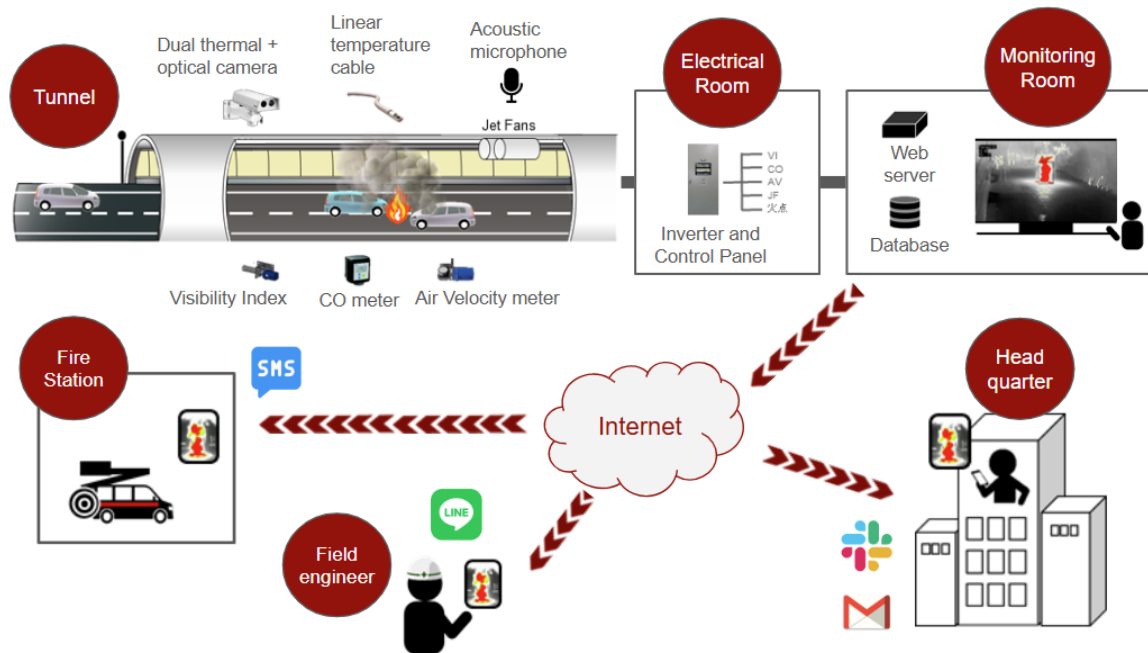 Tunnel
Dual thermal +
optical camera
Linear
temperature
cable
Acoustic
microphone
Jet Fans
Visibility Index
CO meter
Air Velocity meter
Electrical
Room
VI
CO
AV
JF
火点
Inverter and
Control Panel
Monitoring
Room
Web
server
Database
Fire
Station
SMS
Internet
LINE
Field
engineer
Head
quarter